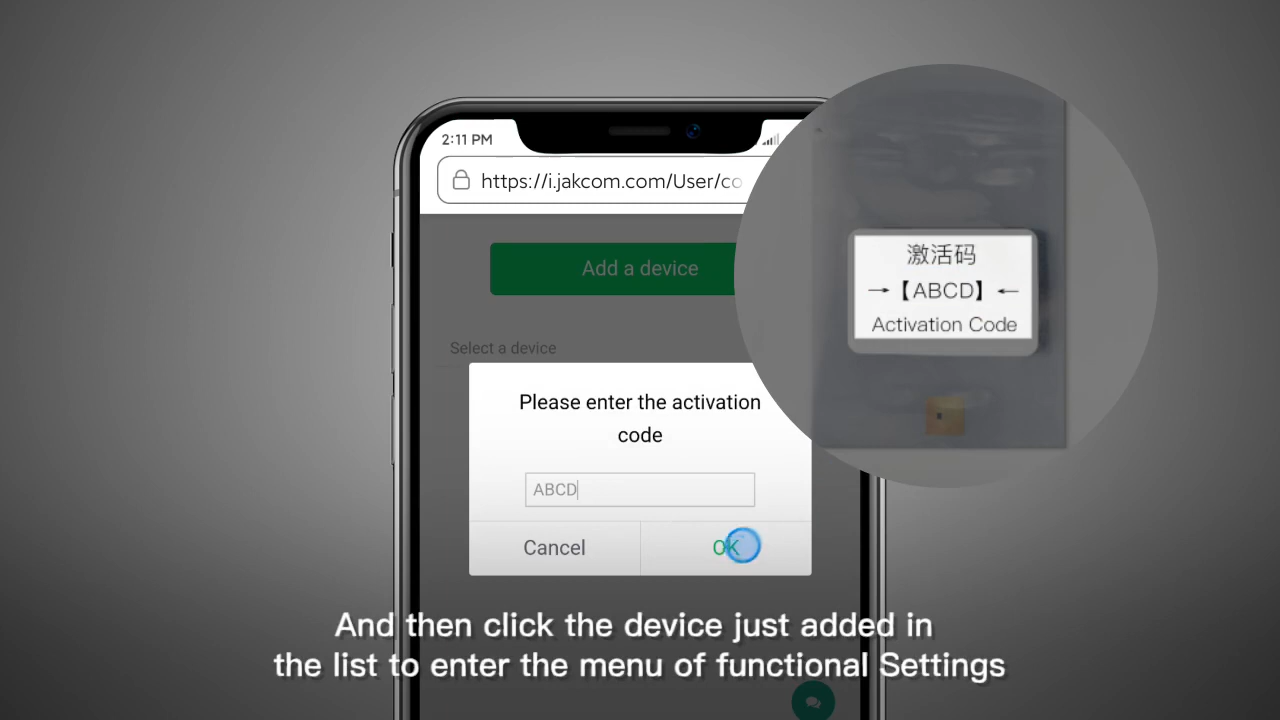 2:11 PM
https://i.jakcom.com/User/co
Add a device
Select a device
Please enter the activation
code
ABCD
Cancel
OK
激活码
→【ABCD】←
Activation Code
And then click the device just added in
the list to enter the menu of functional Settings